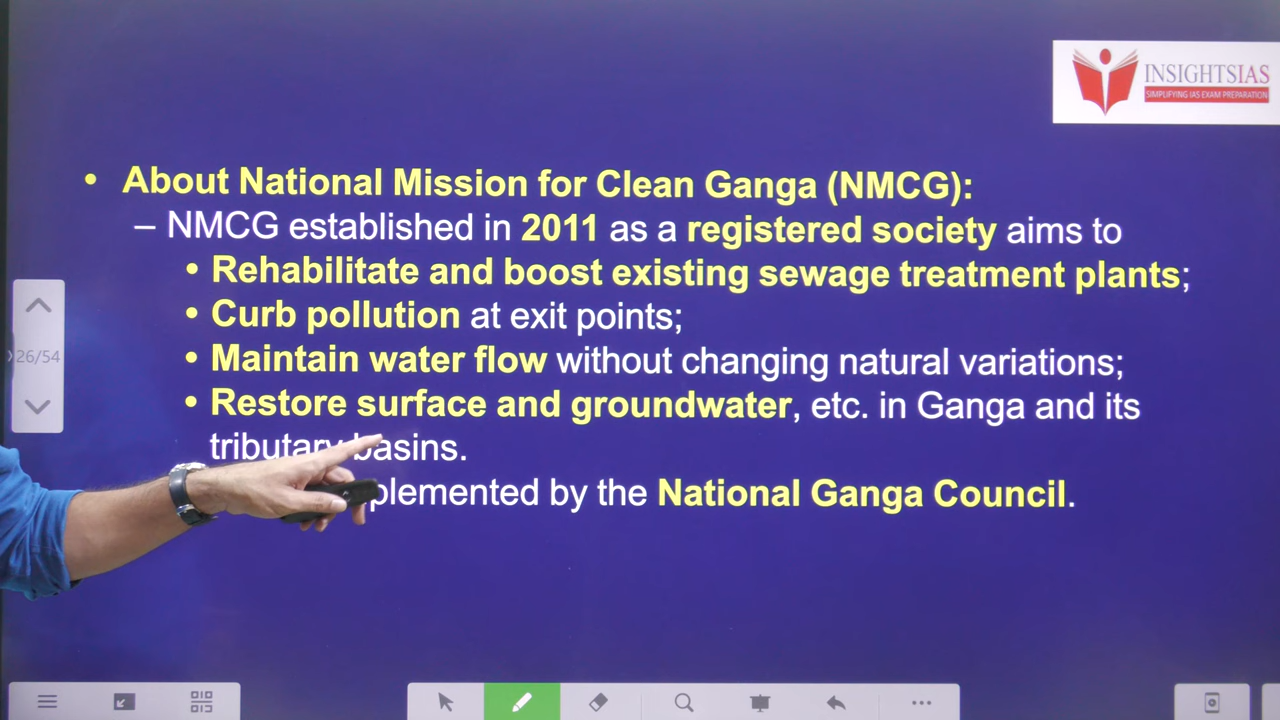 INSIGHTSIAS
SIMPLIFYING IAS EXAM PREPARATION
• About National Mission for Clean Ganga (NMCG):
– NMCG established in 2011 as a registered society aims to
• Rehabilitate and boost existing sewage treatment plants;
• Curb pollution at exit points;
• Maintain water flow without changing natural variations;
• Restore surface and groundwater, etc. in Ganga and its
tributary basins.
by the National Ganga Council.
26/54